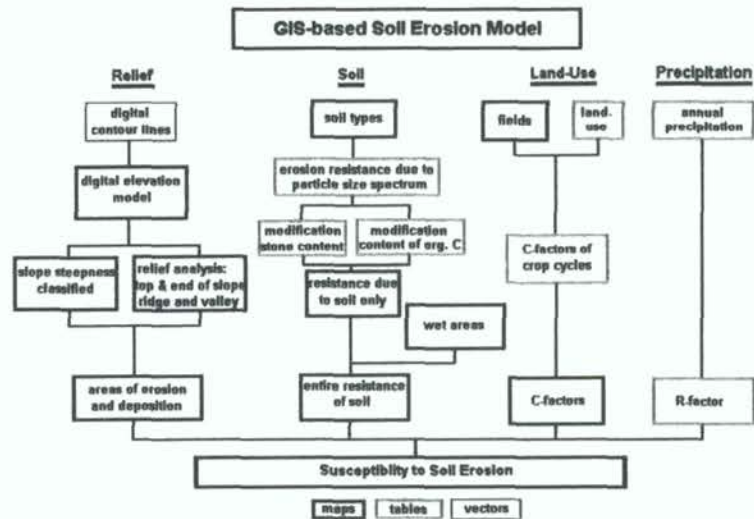 GIS-based Soil Erosion Model
Relief
digital
contour lines
digital elevation
model
slope steepness
classified
relief analysis:
top & end of slope
ridge and valley
areas of erosion
and deposition
Soil
soil types
erosion resistance due to
particle size spectrum
modification
stone content
modification
content of org. C
resistance due
to soil only
wet areas
entire resistance
of soil
Land-Use
fields
land-
use
C-factors of
crop cycles
C-factors
Precipitation
annual
precipitation
R-factor
Susceptiblity to Soil Erosion
maps
tables
vectors